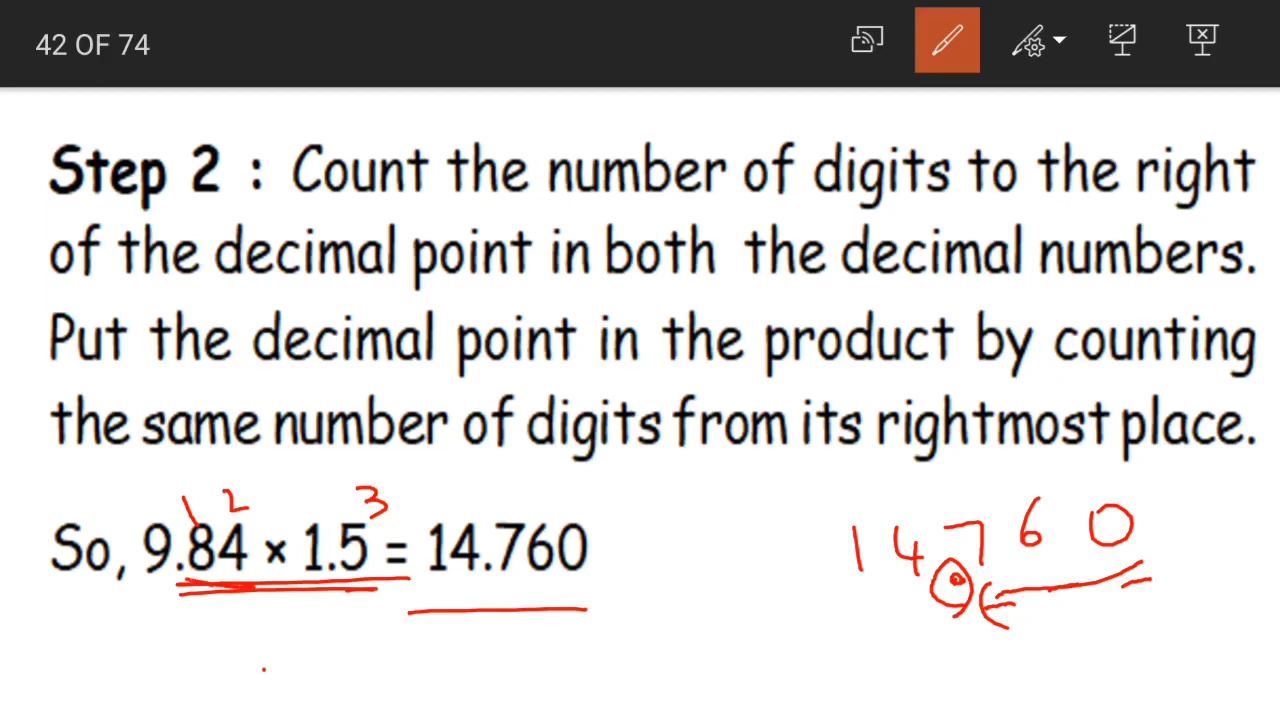 42 OF 74
Step 2 : Count the number of digits to the right
of the decimal point in both the decimal numbers.
Put the decimal point in the product by counting
the same number of digits from its rightmost place.
1 2 3
So, 9.84 × 1.5 = 14.760
1 4 7 6 0
.